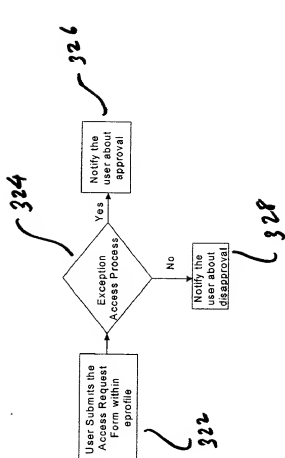 User Submits the
Access Request
Form within
eprofile
322
Exception
Access Process
324
Yes
Notify the
user about
approval
326
No
Notify the
user about
disapproval
328